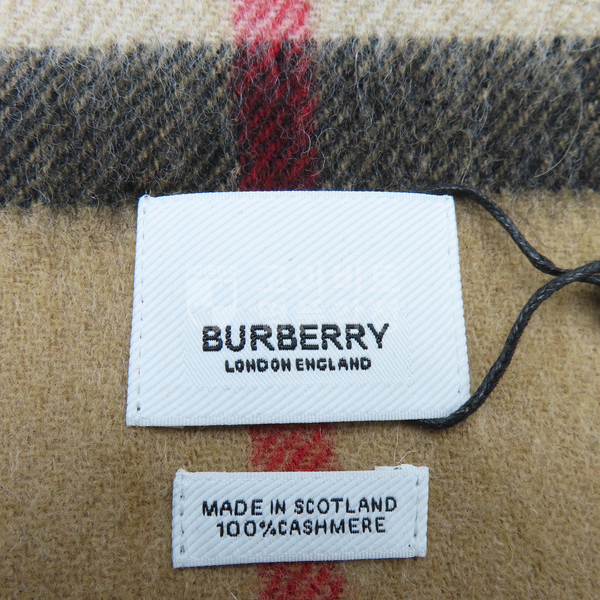 BURBERRY
LONDON ENGLAND
MADE IN SCOTLAND
100%CASHMERE